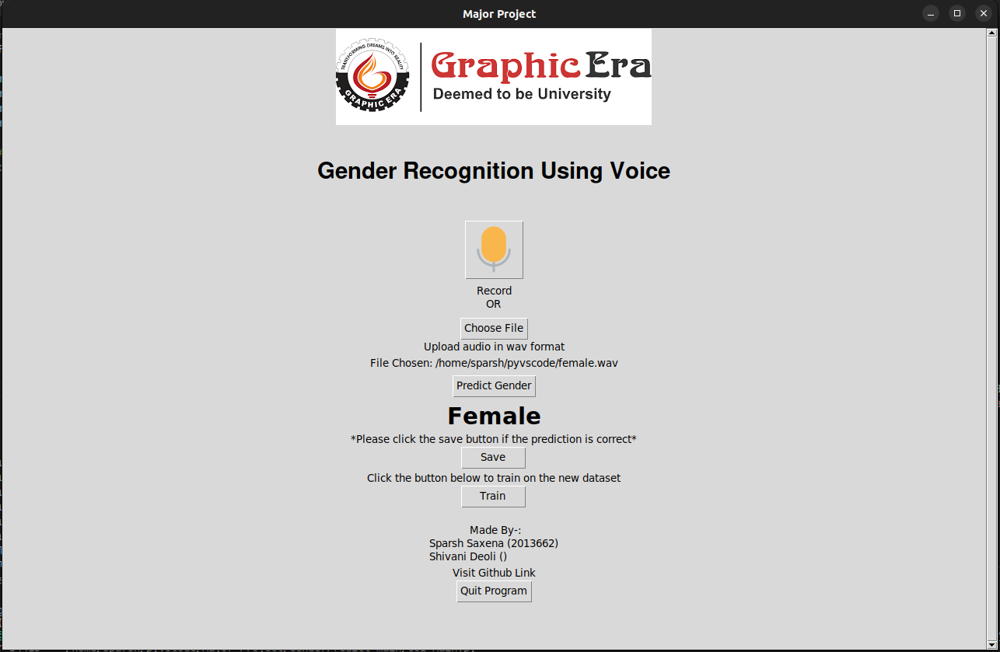 Major Project
TRANSFORMING DREAMS INTO REALITY
GRAPHIC ERA
Graphic Era
Deemed to be University
Gender Recognition Using Voice
Record
OR
Choose File
Upload audio in wav format
File Chosen: /home/sparsh/pyvscode/female.wav
Predict Gender
Female
*Please click the save button if the prediction is correct*
Save
Click the button below to train on the new dataset
Train
Made By-:
Sparsh Saxena (2013662)
Shivani Deoli ()
Visit Github Link
Quit Program